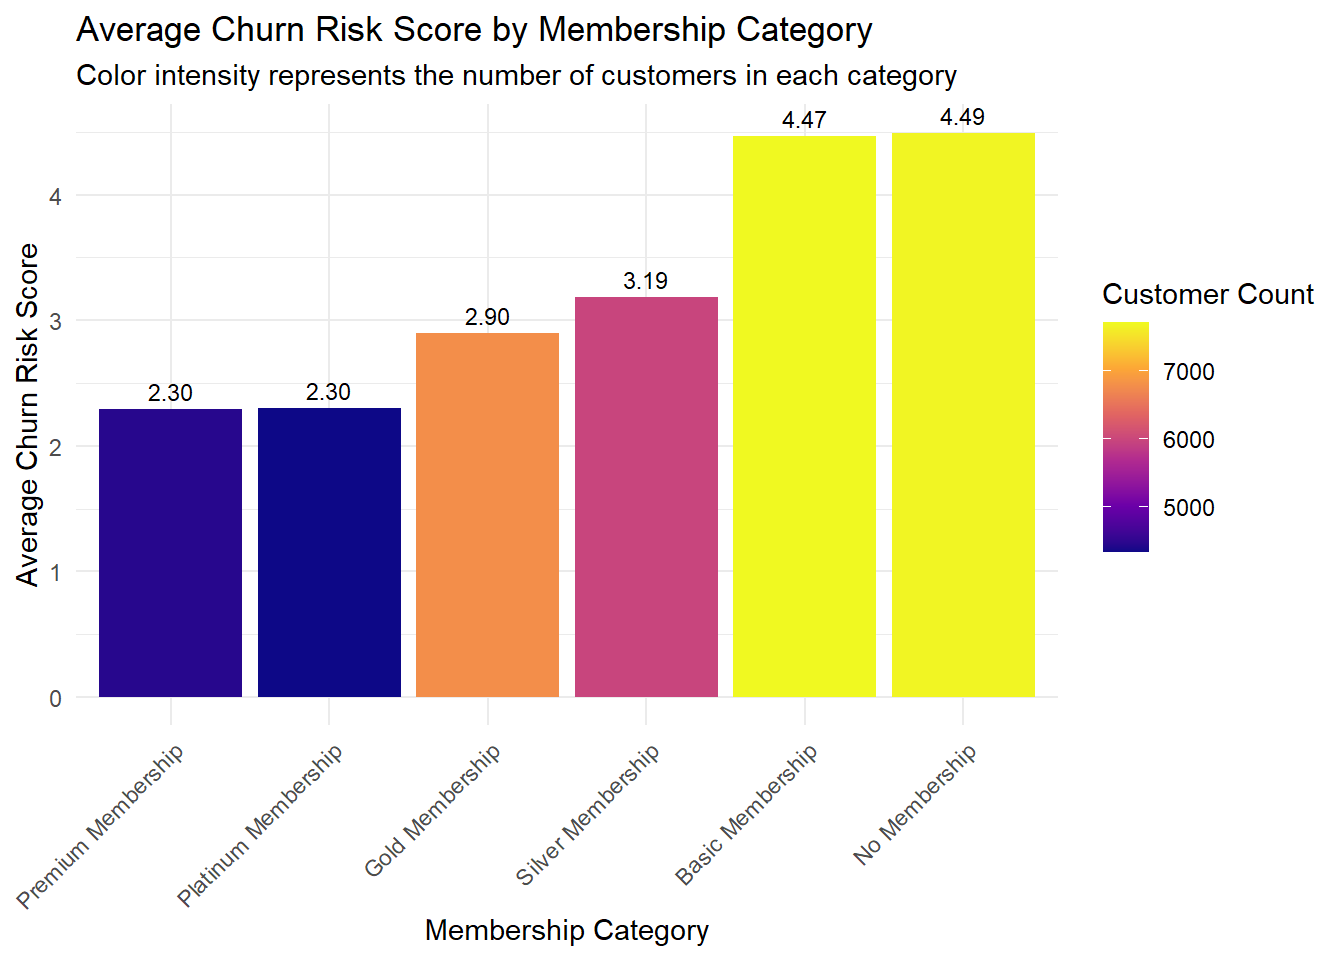 Average Churn Risk Score by Membership Category
Color intensity represents the number of customers in each category
Average Churn Risk Score
4
3
2
1
0
2.30
2.30
2.90
3.19
4.47
4.49
Premium Membership
Platinum Membership
Gold Membership
Silver Membership
Basic Membership
No Membership
Membership Category
Customer Count
7000
6000
5000